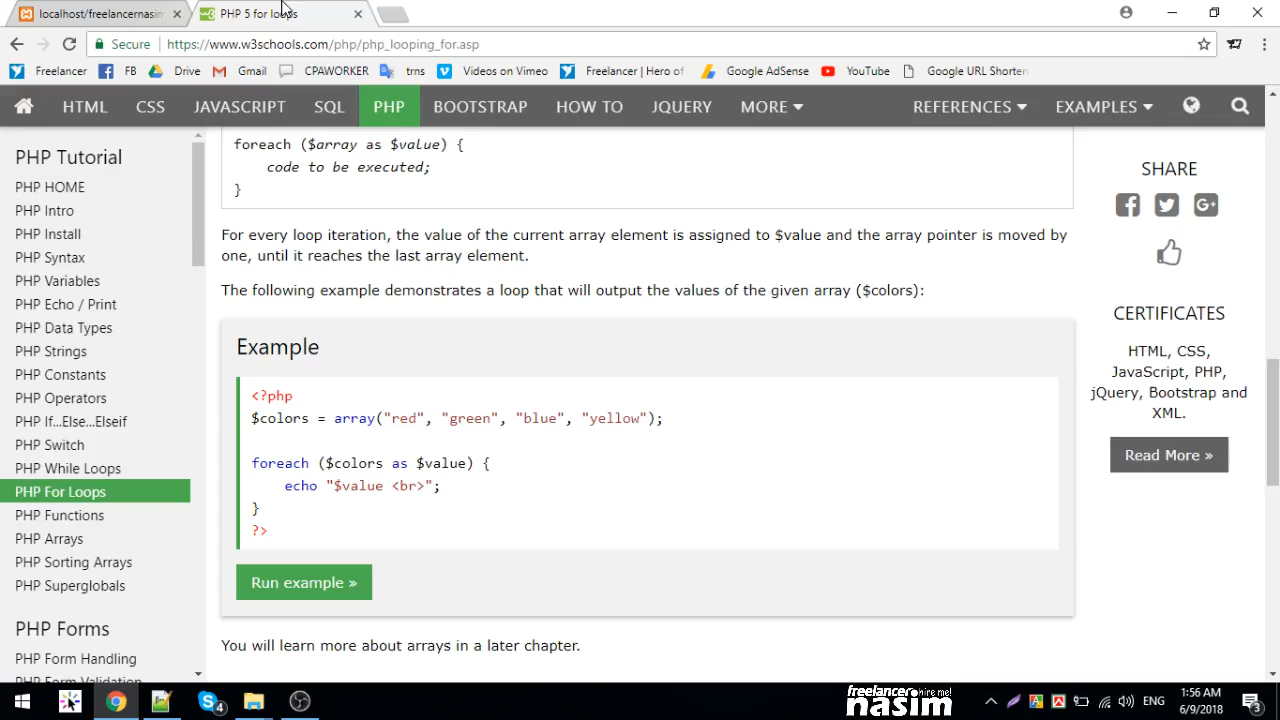 localhost/freelancernasim
PHP 5 for loops
Secure
https://www.w3schools.com/php/php_looping_for.asp
Freelancer
FB
Drive
Gmail
CPAWORKER
trns
Videos on Vimeo
Freelancer | Hero of
Google AdSense
YouTube
Google URL Shorten
HTML
CSS
JAVASCRIPT
SQL
PHP
BOOTSTRAP
HOW TO
JQUERY
MORE
REFERENCES
EXAMPLES
PHP Tutorial
PHP HOME
PHP Intro
PHP Install
PHP Syntax
PHP Variables
PHP Echo / Print
PHP Data Types
PHP Strings
PHP Constants
PHP Operators
PHP If...Else...Elseif
PHP Switch
PHP While Loops
PHP For Loops
PHP Functions
PHP Arrays
PHP Sorting Arrays
PHP Superglobals
PHP Forms
PHP Form Handling
PHP Form Validation
foreach ($array as $value) {
code to be executed;
}
For every loop iteration, the value of the current array element is assigned to $value and the array pointer is moved by
one, until it reaches the last array element.
The following example demonstrates a loop that will output the values of the given array ($colors):
Example
<?php
$colors = array("red", "green", "blue", "yellow");
foreach ($colors as $value) {
echo "$value <br>";
}
?>
Run example »
You will learn more about arrays in a later chapter.
SHARE
CERTIFICATES
HTML, CSS,
JavaScript, PHP,
jQuery, Bootstrap and
XML.
Read More »
freelancer hire me!
nasim
ENG
1:56 AM
6/9/2018
4
3